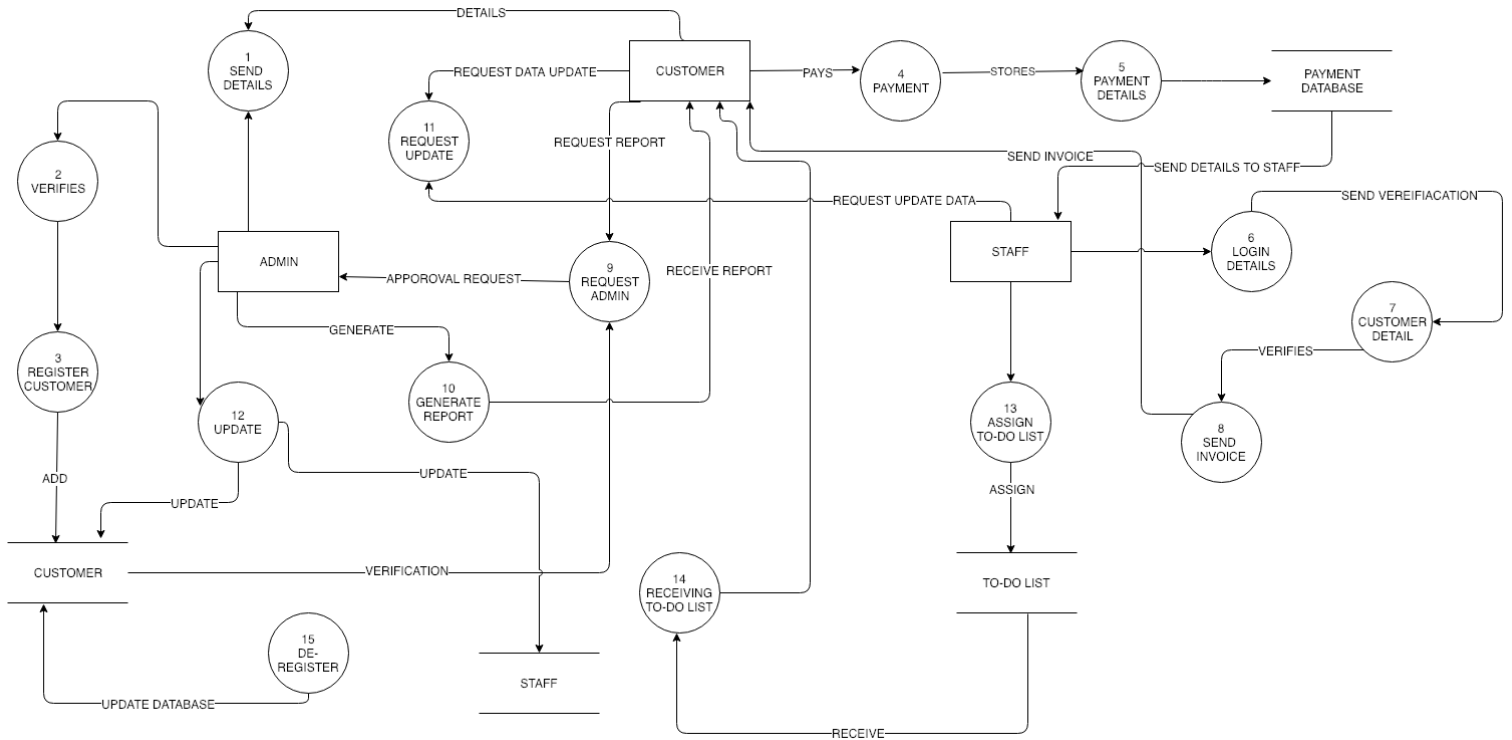 DETAILS
1
SEND
DETAILS
CUSTOMER
REQUEST DATA UPDATE
PAYS
4
PAYMENT
STORES
5
PAYMENT
DETAILS
PAYMENT
DATABASE
11
REQUEST
UPDATE
REQUEST REPORT
SEND INVOICE
SEND DETAILS TO STAFF
2
VERIFIES
REQUEST UPDATE DATA
SEND VEREIFIACATION
ADMIN
STAFF
6
LOGIN
DETAILS
APPOROVAL REQUEST
9
REQUEST
ADMIN
RECEIVE REPORT
GENERATE
7
CUSTOMER
DETAIL
VERIFIES
3
REGISTER
CUSTOMER
10
GENERATE
REPORT
12
UPDATE
13
ASSIGN
TO-DO LIST
8
SEND
INVOICE
ADD
UPDATE
UPDATE
ASSIGN
CUSTOMER
VERIFICATION
14
RECEIVING
TO-DO LIST
TO-DO LIST
15
DE-
REGISTER
STAFF
UPDATE DATABASE
RECEIVE